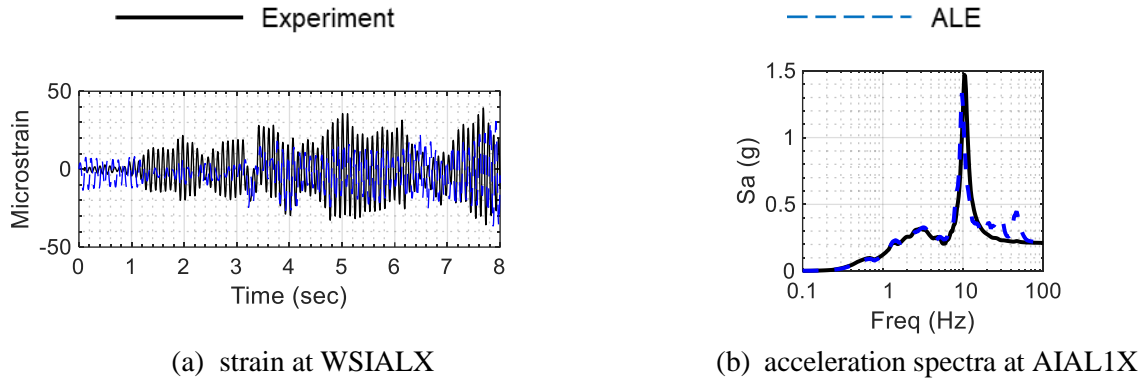 Experiment
ALE
50
0
-50
Microstrain
0 1 2 3 4 5 6 7 8
Time (sec)
1.5
1
0.5
0
Sa (g)
0.1 1 10 100
Freq (Hz)
(a) strain at WSIALX
(b) acceleration spectra at AIAL1X